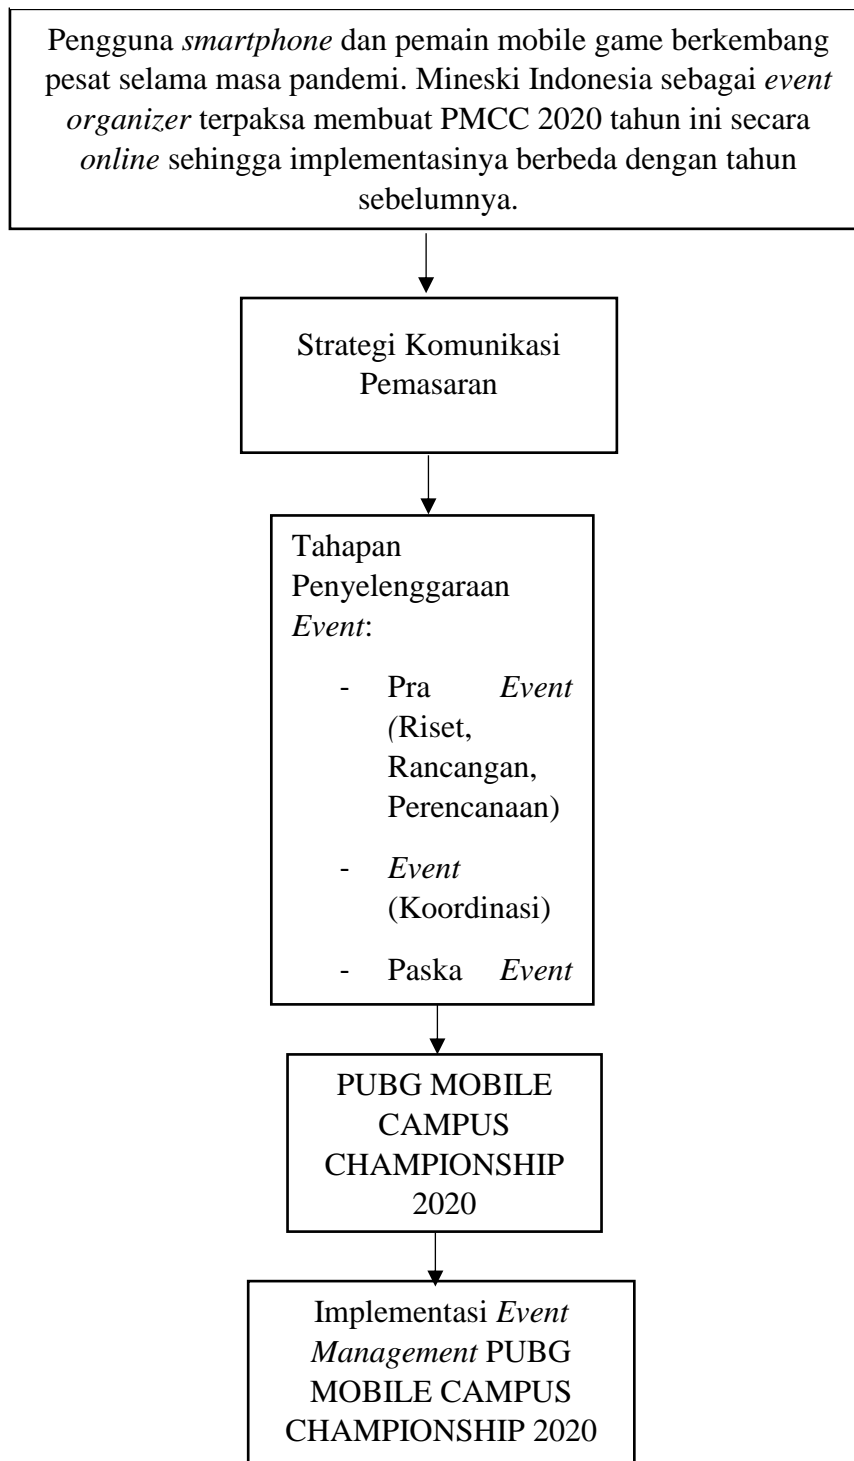 Pengguna smartphone dan pemain mobile game berkembang
pesat selama masa pandemi. Mineski Indonesia sebagai event
organizer terpaksa membuat PMCC 2020 tahun ini secara
online sehingga implementasinya berbeda dengan tahun
sebelumnya.
Strategi Komunikasi
Pemasaran
Tahapan
Penyelenggaraan
Event:
- Pra Event
(Riset,
Rancangan,
Perencanaan)
- Event
(Koordinasi)
- Paska Event
PUBG MOBILE
CAMPUS
CHAMPIONSHIP
2020
Implementasi Event
Management PUBG
MOBILE CAMPUS
CHAMPIONSHIP 2020